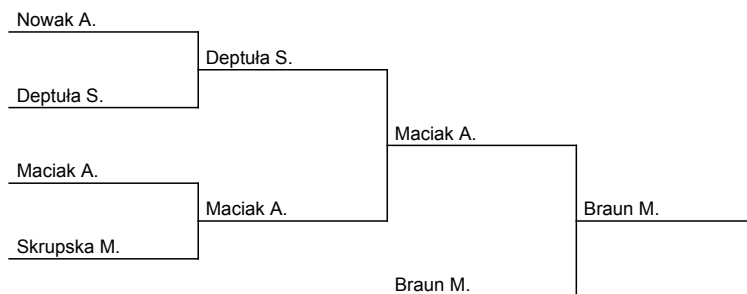 Nowak A.
Deptuła S.
Deptuła S.
Maciak A.
Maciak A.
Maciak A.
Braun M.
Skrupska M.
Braun M.